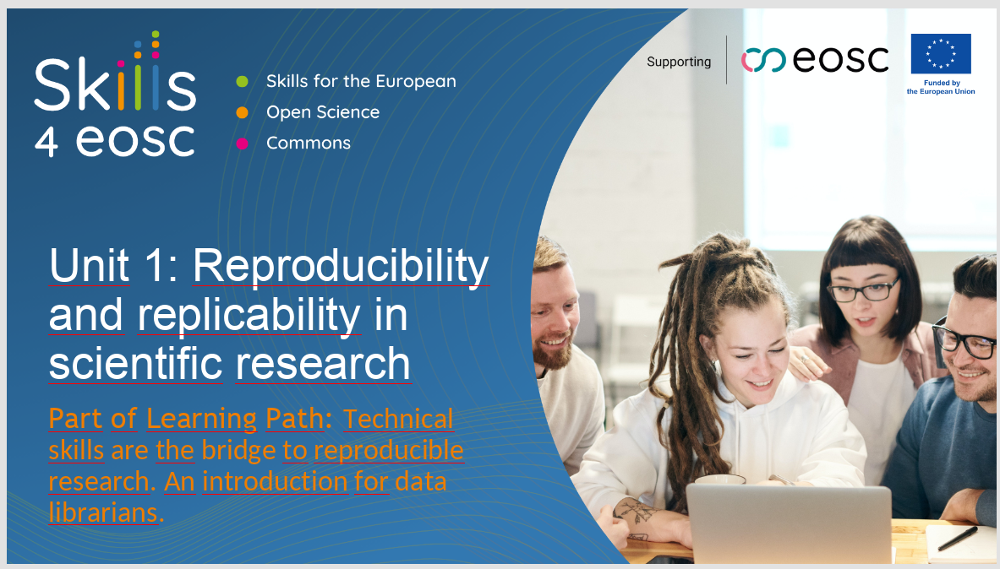 Skills
4 eosc
Skills for the European
Open Science
Commons
Supporting
eosc
Funded by
the European Union
Unit 1: Reproducibility
and replicability in
scientific research
Part of Learning Path: Technical
skills are the bridge to reproducible
research. An introduction for data
librarians.